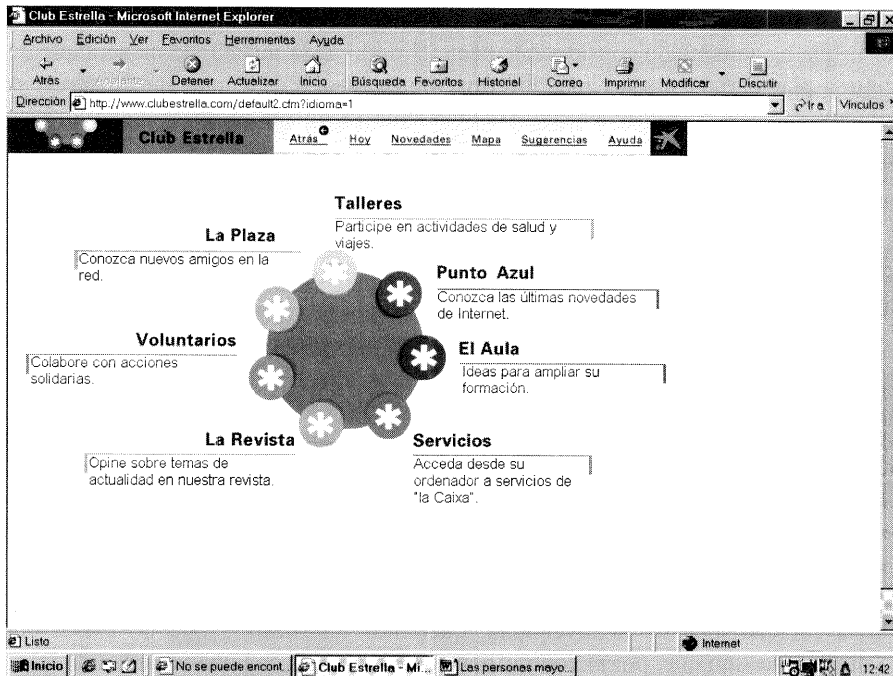 Club Estrella - Microsoft Internet Explorer
Archivo Edición Ver Favoritos Herramientas Ayuda
Atrás Adelante Detener Actualizar Inicio Búsqueda Favoritos Historial Correo Imprimir Modificar Discutir
Dirección http://www.clubestrella.com/default2.cfm?idioma=1 Ir a Vínculos
Club Estrella Atrás Hoy Novedades Mapa Sugerencias Ayuda
Talleres
Participe en actividades de salud y
viajes.
La Plaza
Conozca nuevos amigos en la
red.
Punto Azul
Conozca las últimas novedades
de Internet.
Voluntarios
Colabore con acciones
solidarias.
El Aula
Ideas para ampliar su
formación.
La Revista
Opine sobre temas de
actualidad en nuestra revista.
Servicios
Acceda desde su
ordenador a servicios de
"la Caixa".
Listo Internet
Inicio No se puede encont. Club Estrella - Mi... Las personas mayo... 12:42